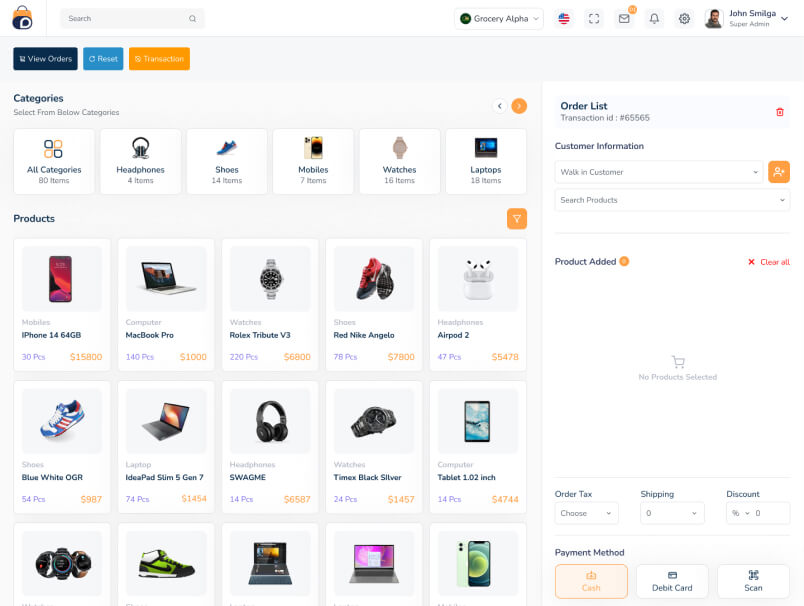 Search
Grocery Alpha
John Smilga
Super Admin
View Orders
Reset
Transaction
Categories
Select From Below Categories
All Categories
80 Items
Headphones
4 Items
Shoes
14 Items
Mobiles
7 Items
Watches
16 Items
Laptops
18 Items
Products
Mobiles
IPhone 14 64GB
30 Pcs
$15800
Computer
MacBook Pro
140 Pcs
$1000
Watches
Rolex Tribute V3
220 Pcs
$6800
Shoes
Red Nike Angelo
78 Pcs
$7800
Headphones
Airpod 2
47 Pcs
$5478
Shoes
Blue White OGR
54 Pcs
$987
Laptop
IdeaPad Slim 5 Gen 7
74 Pcs
$1454
Headphones
SWAGME
14 Pcs
$6587
Watches
Timex Black SIlver
24 Pcs
$1457
Computer
Tablet 1.02 inch
14 Pcs
$4744
Order List
Transaction id : #65565
Customer Information
Walk in Customer
Search Products
Product Added
Clear all
No Products Selected
Order Tax
Choose
Shipping
0
Discount
% 0
Payment Method
Cash
Debit Card
Scan